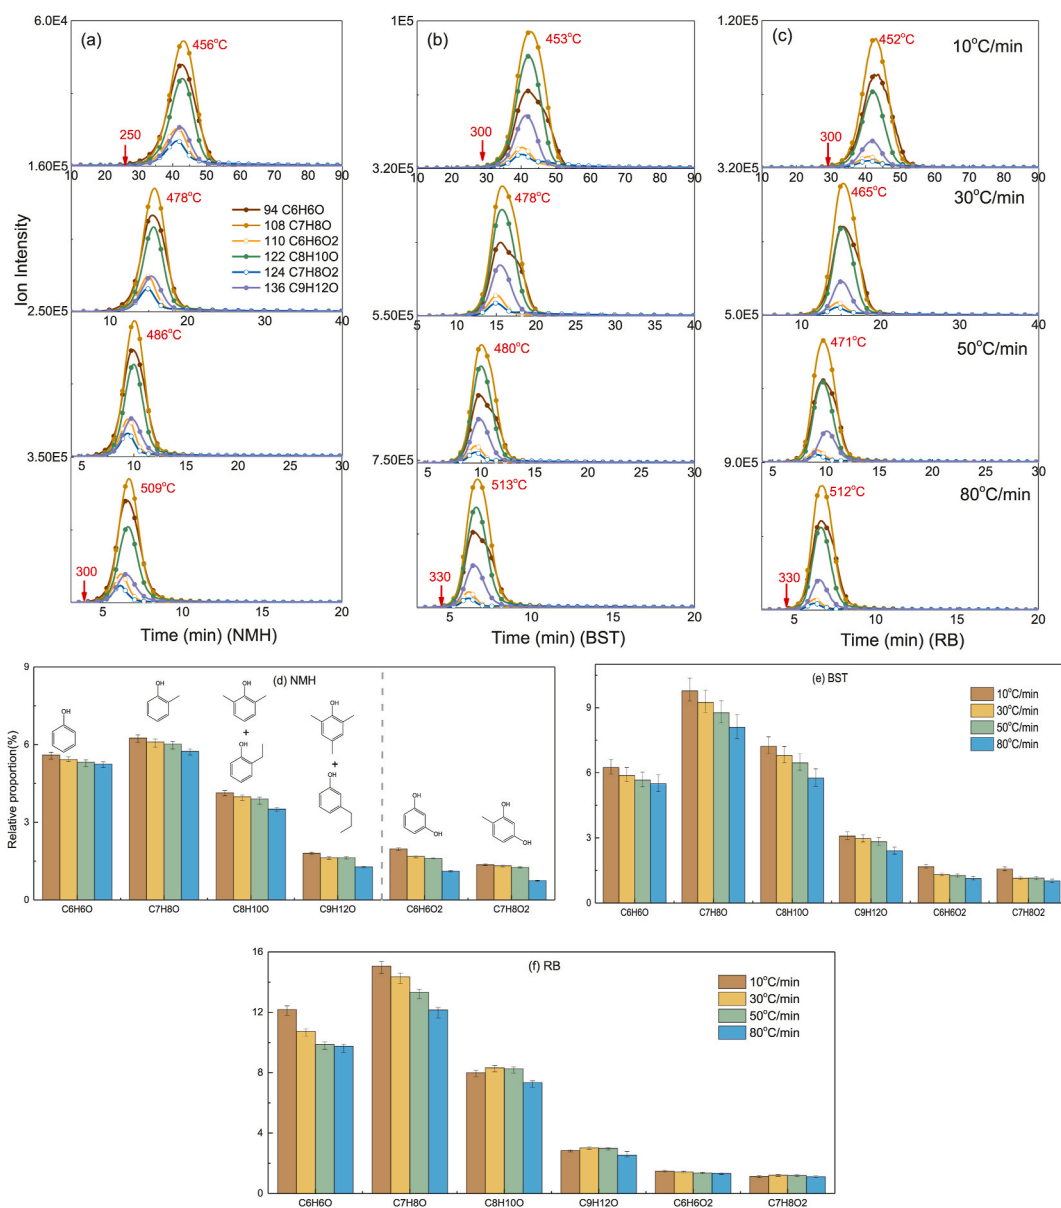 6.0E4
(a)
456°C
250
1.60E5
10 20 30 40 50 60 70 80 90
1E5
(b)
453°C
300
3.20E5
10 20 30 40 50 60 70 80 90
1.20E5
(c)
452°C
10°C/min
300
3.20E5
10 20 30 40 50 60 70 80 90
Ion Intensity
478°C
94 C6H6O
108 C7H8O
110 C6H6O2
122 C8H10O
124 C7H8O2
136 C9H12O
2.50E5
10 20 30 40
478°C
5.50E5
5 10 15 20 25 30 35 40
465°C
30°C/min
5.0E5
10 20 30 40
486°C
3.50E5
5 10 15 20 25 30
480°C
7.50E5
5 10 15 20 25 30
471°C
50°C/min
9.0E5
5 10 15 20 25 30
509°C
300
5 10 15 20
Time (min) (NMH)
513°C
330
5 10 15 20
Time (min) (BST)
512°C
80°C/min
330
5 10 15 20
Time (min) (RB)
(d) NMH
Relative proportion(%)
9
6
3
0
OH
OH
OH
+
OH
OH
+
OH
OH
OH
OH
OH
C6H6O C7H8O C8H10O C9H12O C6H6O2 C7H8O2
(e) BST
10°C/min
30°C/min
50°C/min
80°C/min
9
6
3
0
C6H6O C7H8O C8H10O C9H12O C6H6O2 C7H8O2
(f) RB
10°C/min
30°C/min
50°C/min
80°C/min
16
12
8
4
0
C6H6O C7H8O C8H10O C9H12O C6H6O2 C7H8O2